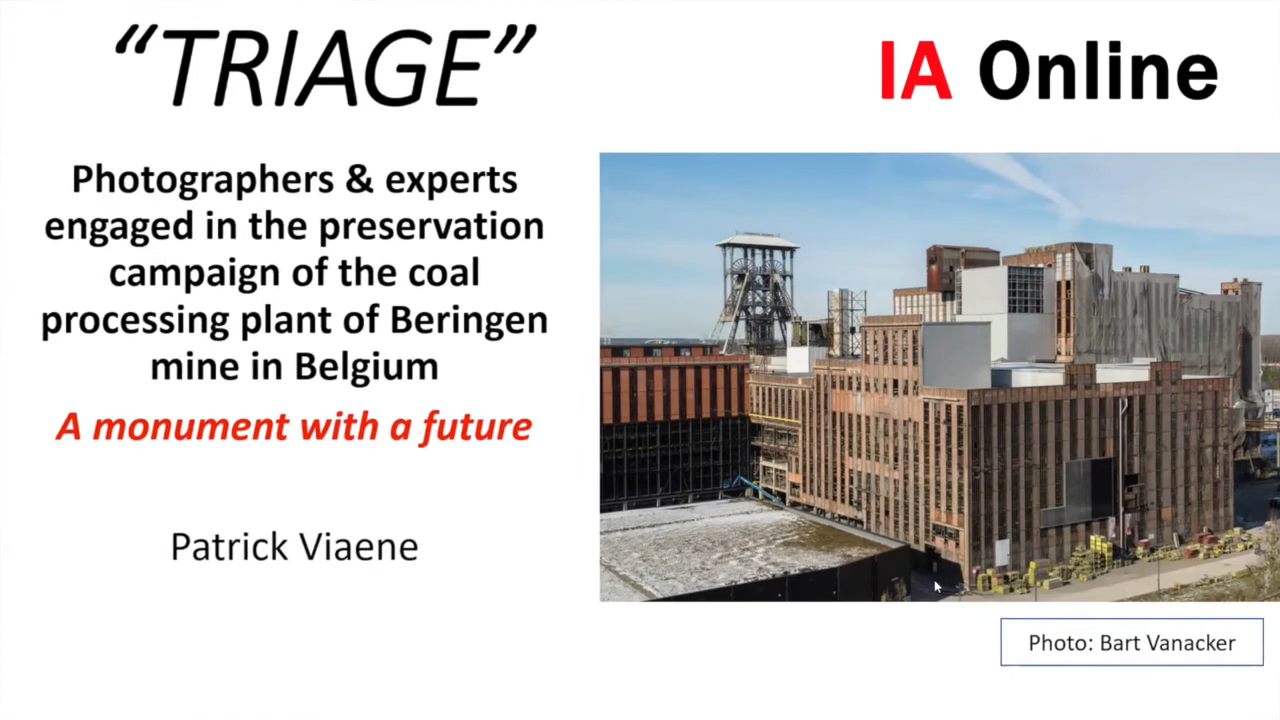 “TRIAGE”
IA Online
Photographers & experts
engaged in the preservation
campaign of the coal
processing plant of Beringen
mine in Belgium
A monument with a future
Patrick Viaene
Photo: Bart Vanacker